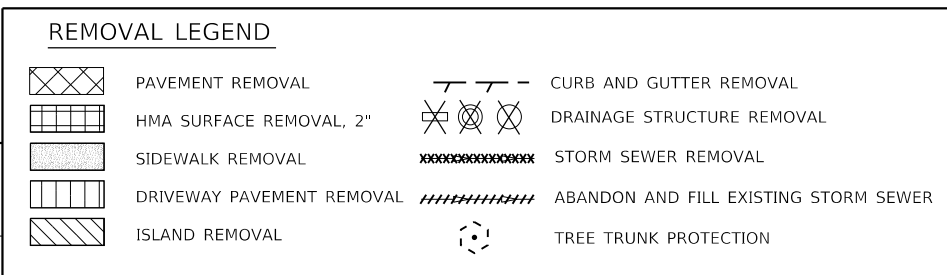 REMOVAL LEGEND
PAVEMENT REMOVAL
HMA SURFACE REMOVAL, 2"
SIDEWALK REMOVAL
DRIVEWAY PAVEMENT REMOVAL
ISLAND REMOVAL
CURB AND GUTTER REMOVAL
DRAINAGE STRUCTURE REMOVAL
STORM SEWER REMOVAL
ABANDON AND FILL EXISTING STORM SEWER
TREE TRUNK PROTECTION